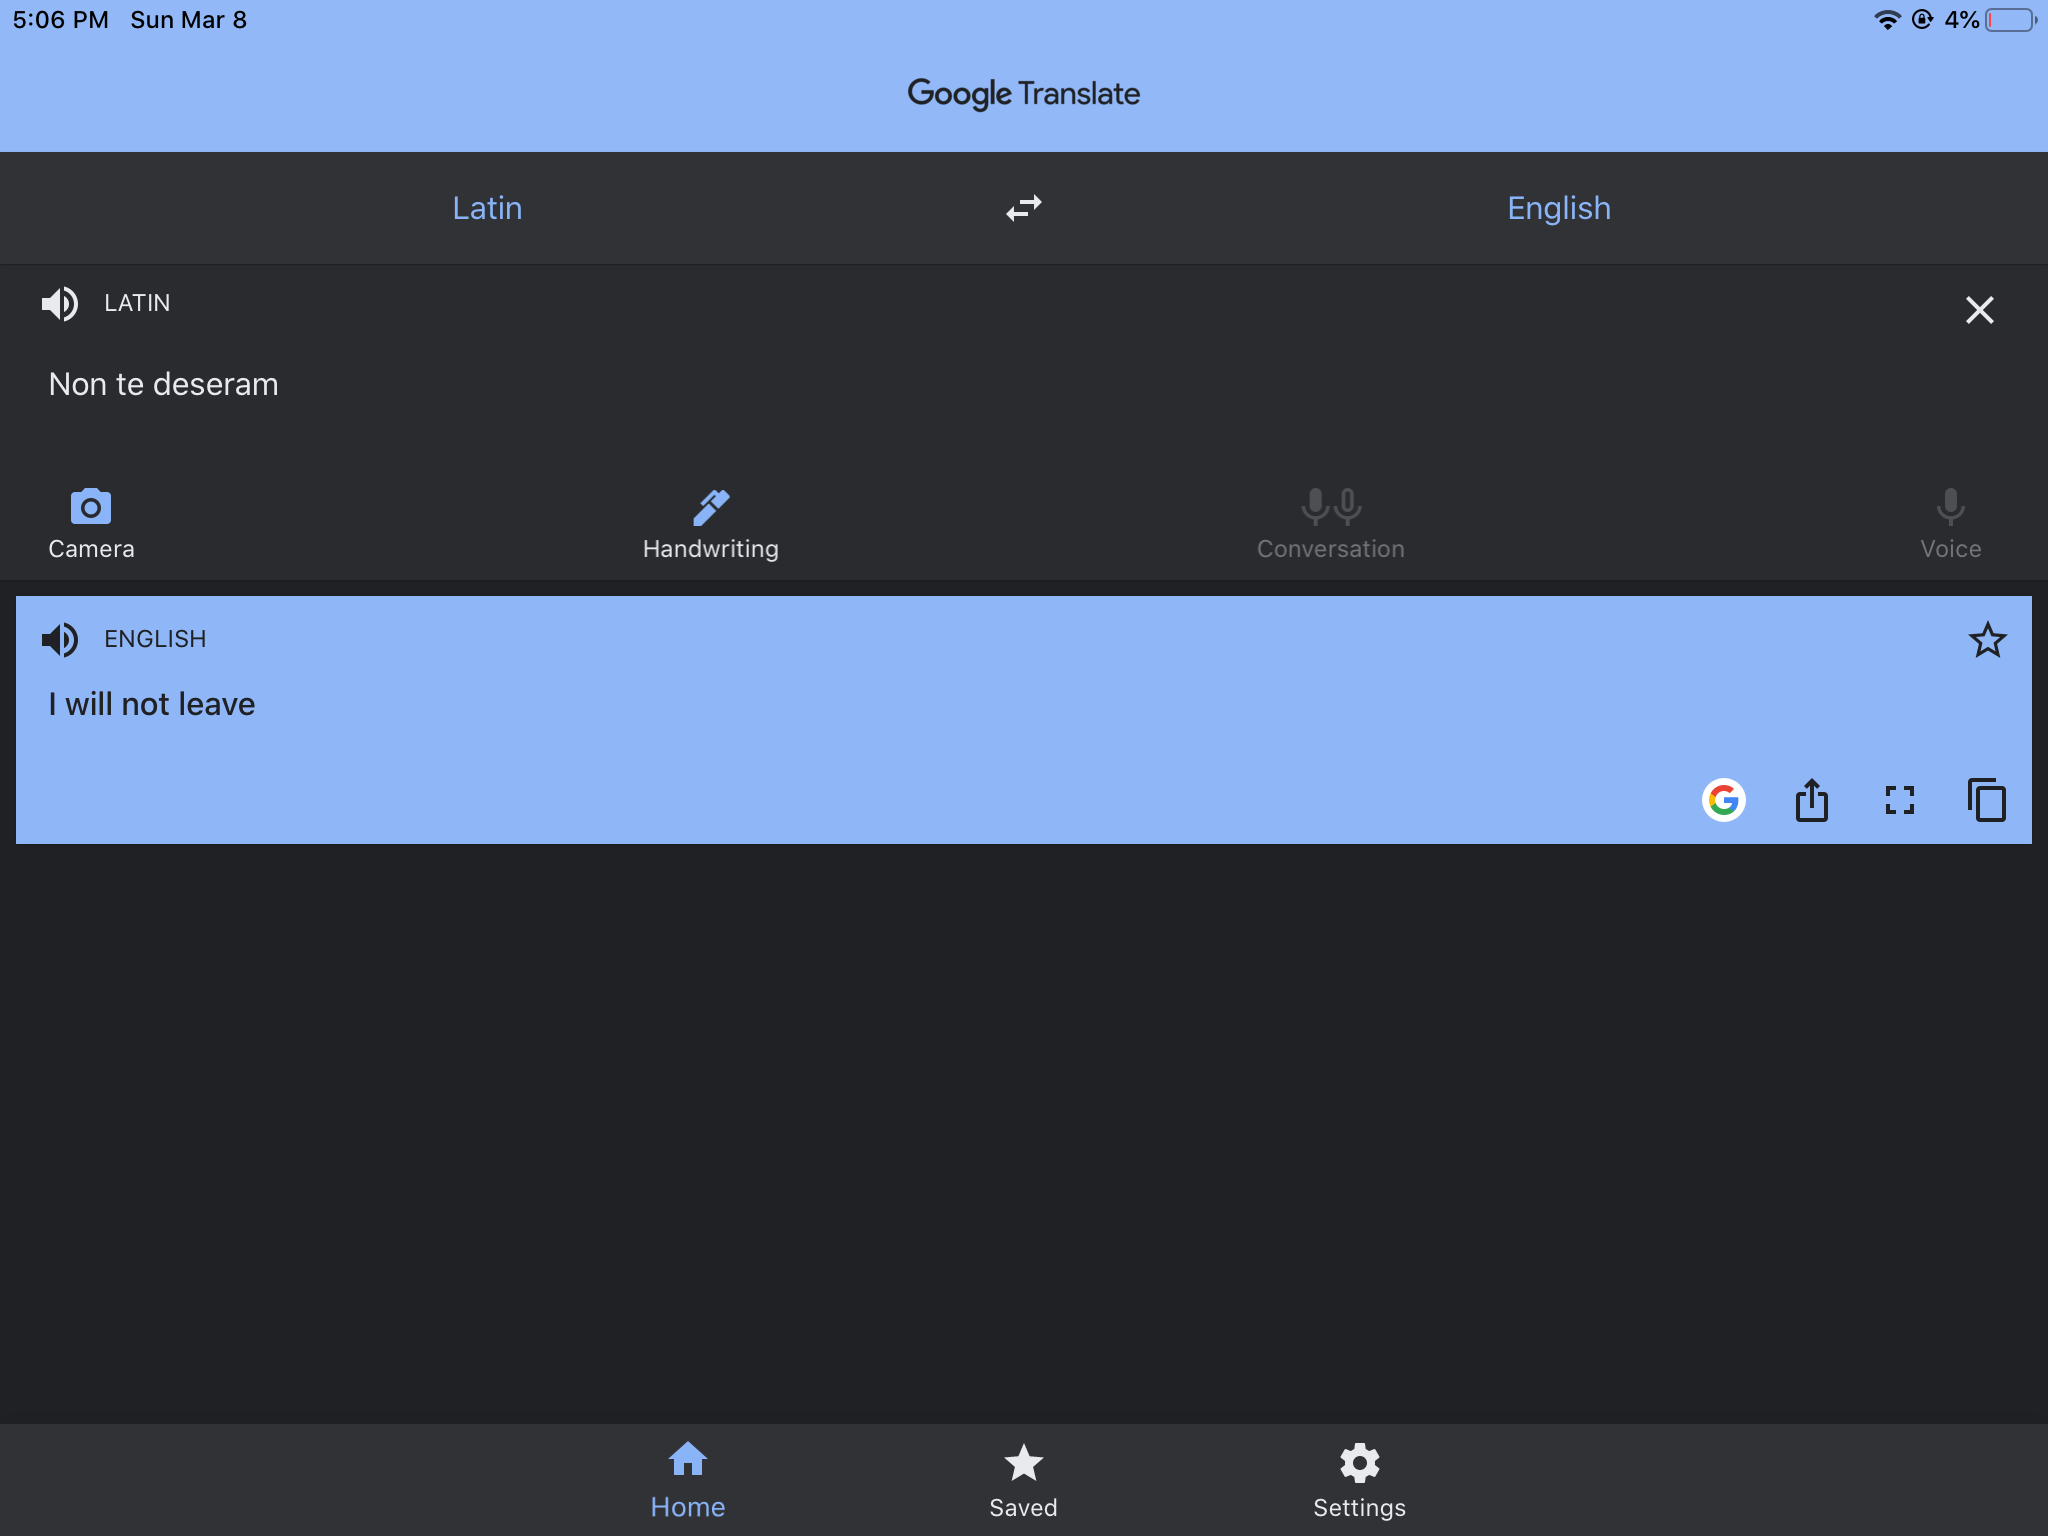 5:06 PM Sun Mar 8 4%
Google Translate
Latin English
LATIN
Non te deseram
Camera Handwriting Conversation Voice
ENGLISH
I will not leave
Home Saved Settings